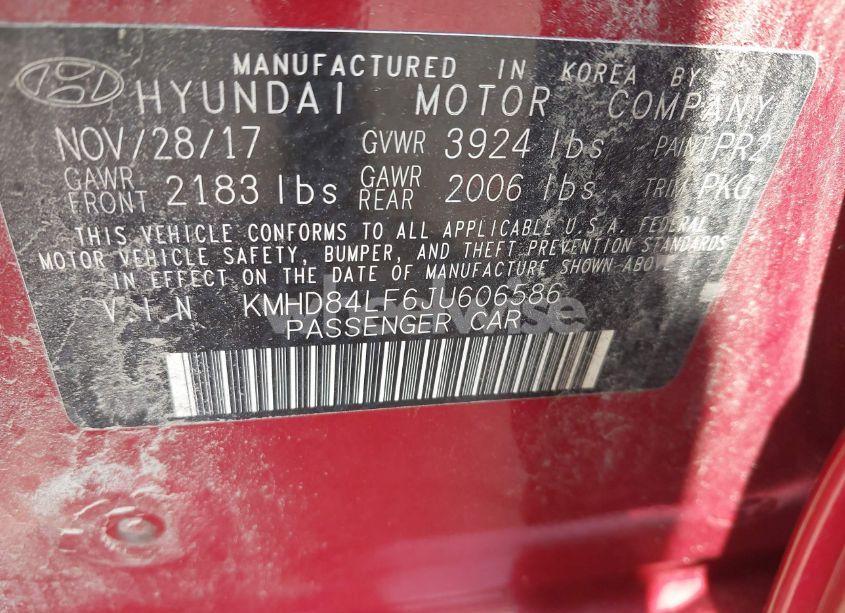 MANUFACTURED IN KOREA BY
HYUNDAI MOTOR COMPANY
NOV/28/17 GVWR 3924 lbs PAINT PR2
GAWR FRONT 2183 lbs GAWR REAR 2006 lbs TRIM PKG
THIS VEHICLE CONFORMS TO ALL APPLICABLE U.S.A. FEDERAL
MOTOR VEHICLE SAFETY, BUMPER, AND THEFT PREVENTION STANDARDS
IN EFFECT ON THE DATE OF MANUFACTURE SHOWN ABOVE
V I N KMHD84LF6JU606586
PASSENGER CAR